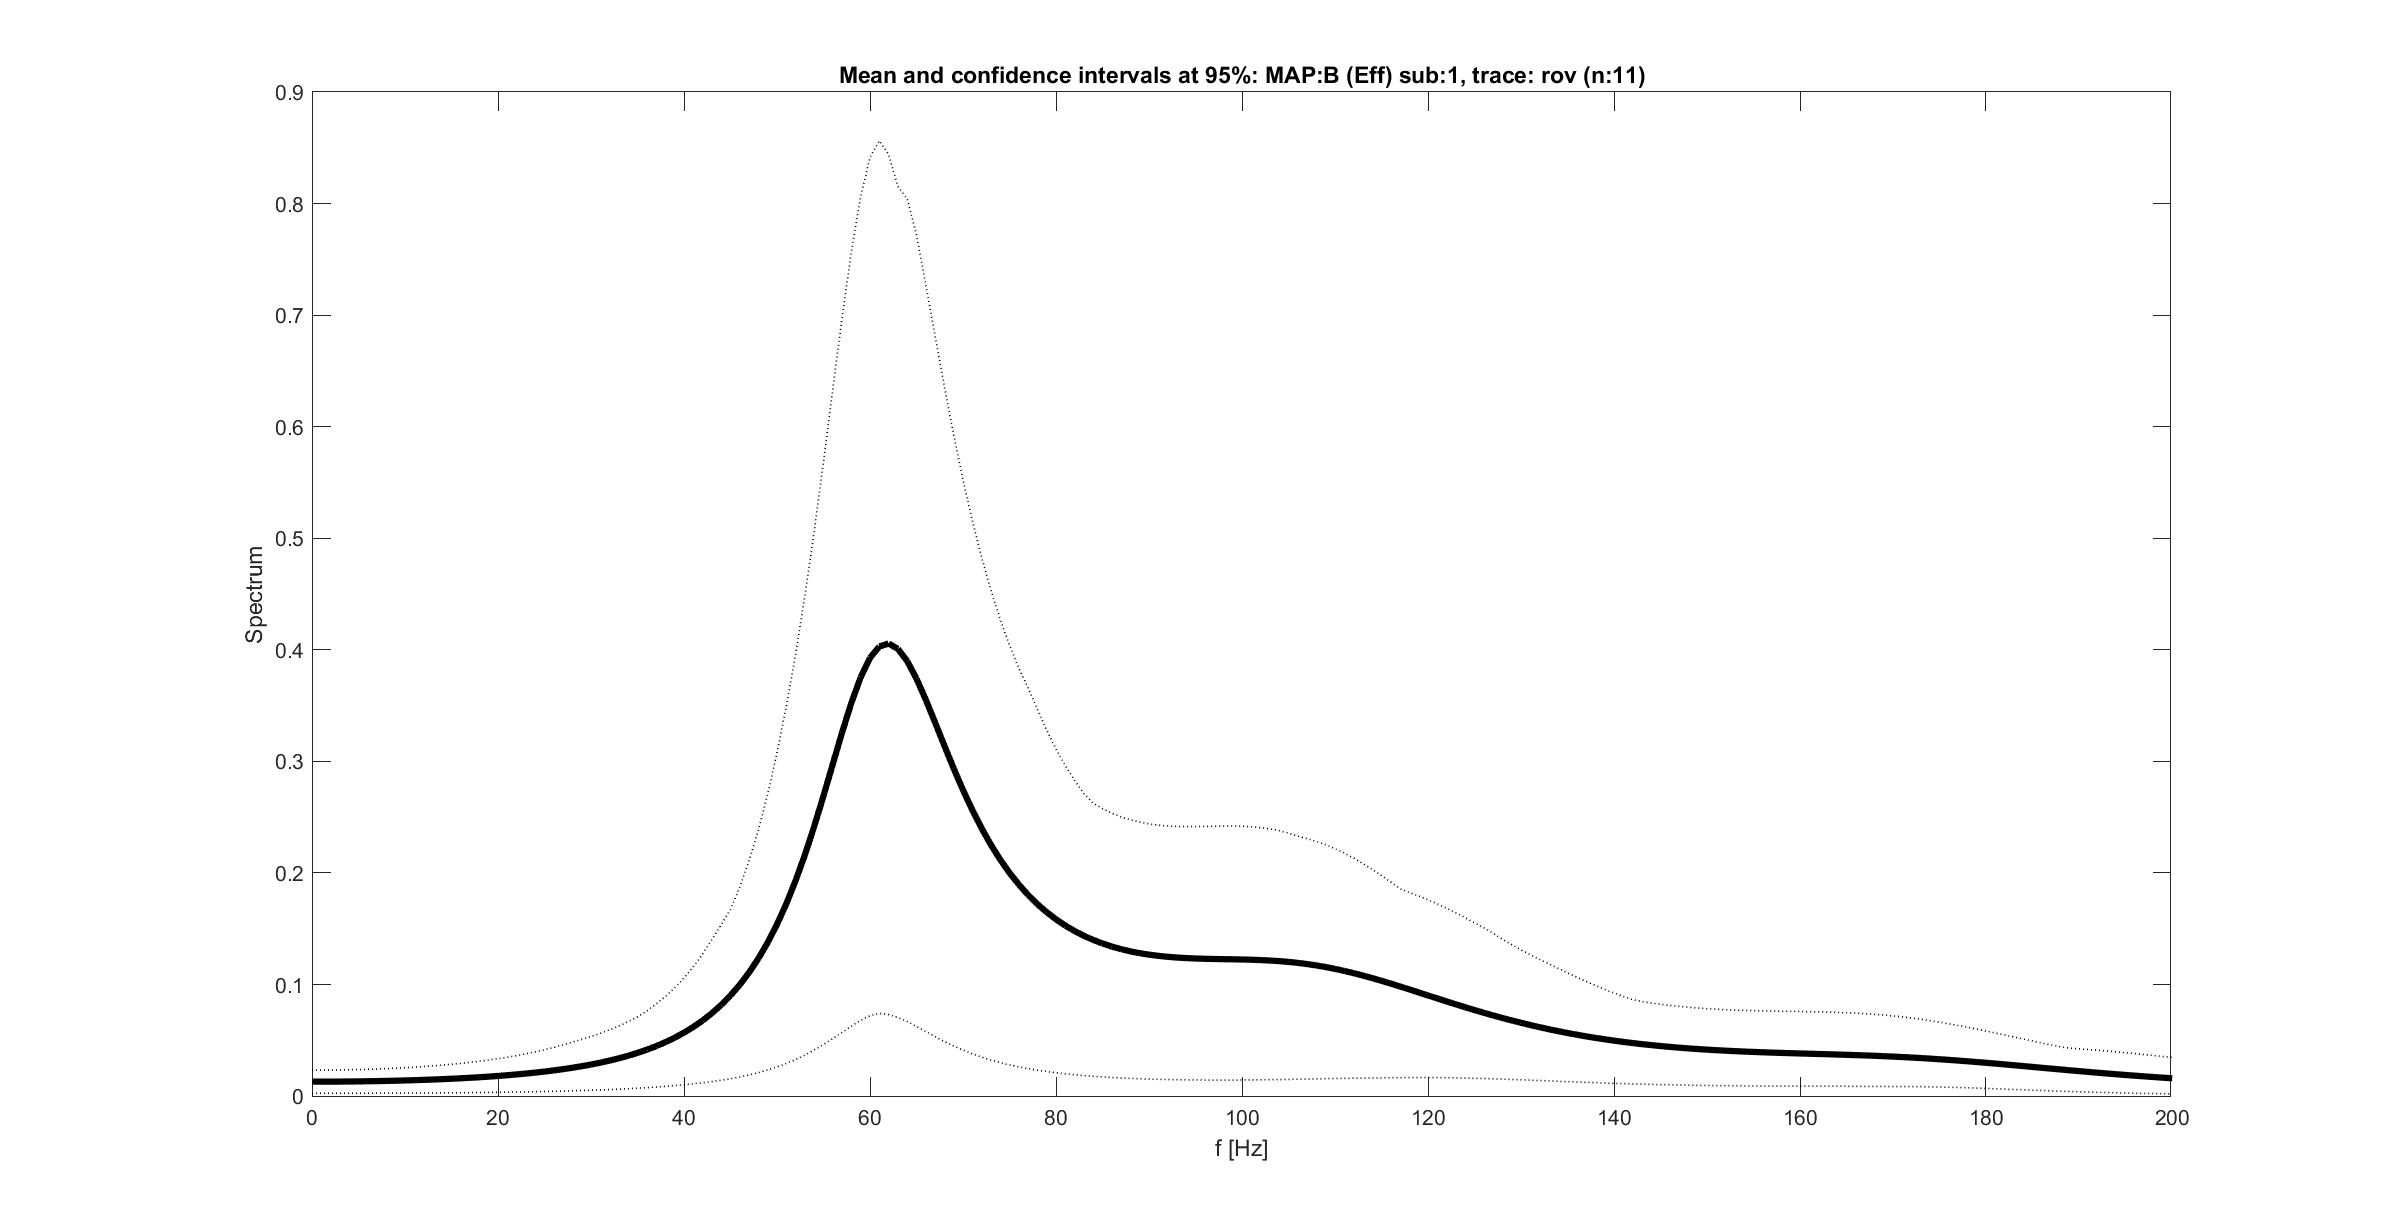 Mean and confidence intervals at 95%: MAP:B (Eff) sub:1, trace: rov (n:11)
0.9
0.8
0.7
0.6
0.5
0.4
0.3
0.2
0.1
0
Spectrum
0 20 40 60 80 100 120 140 160 180 200
f [Hz]